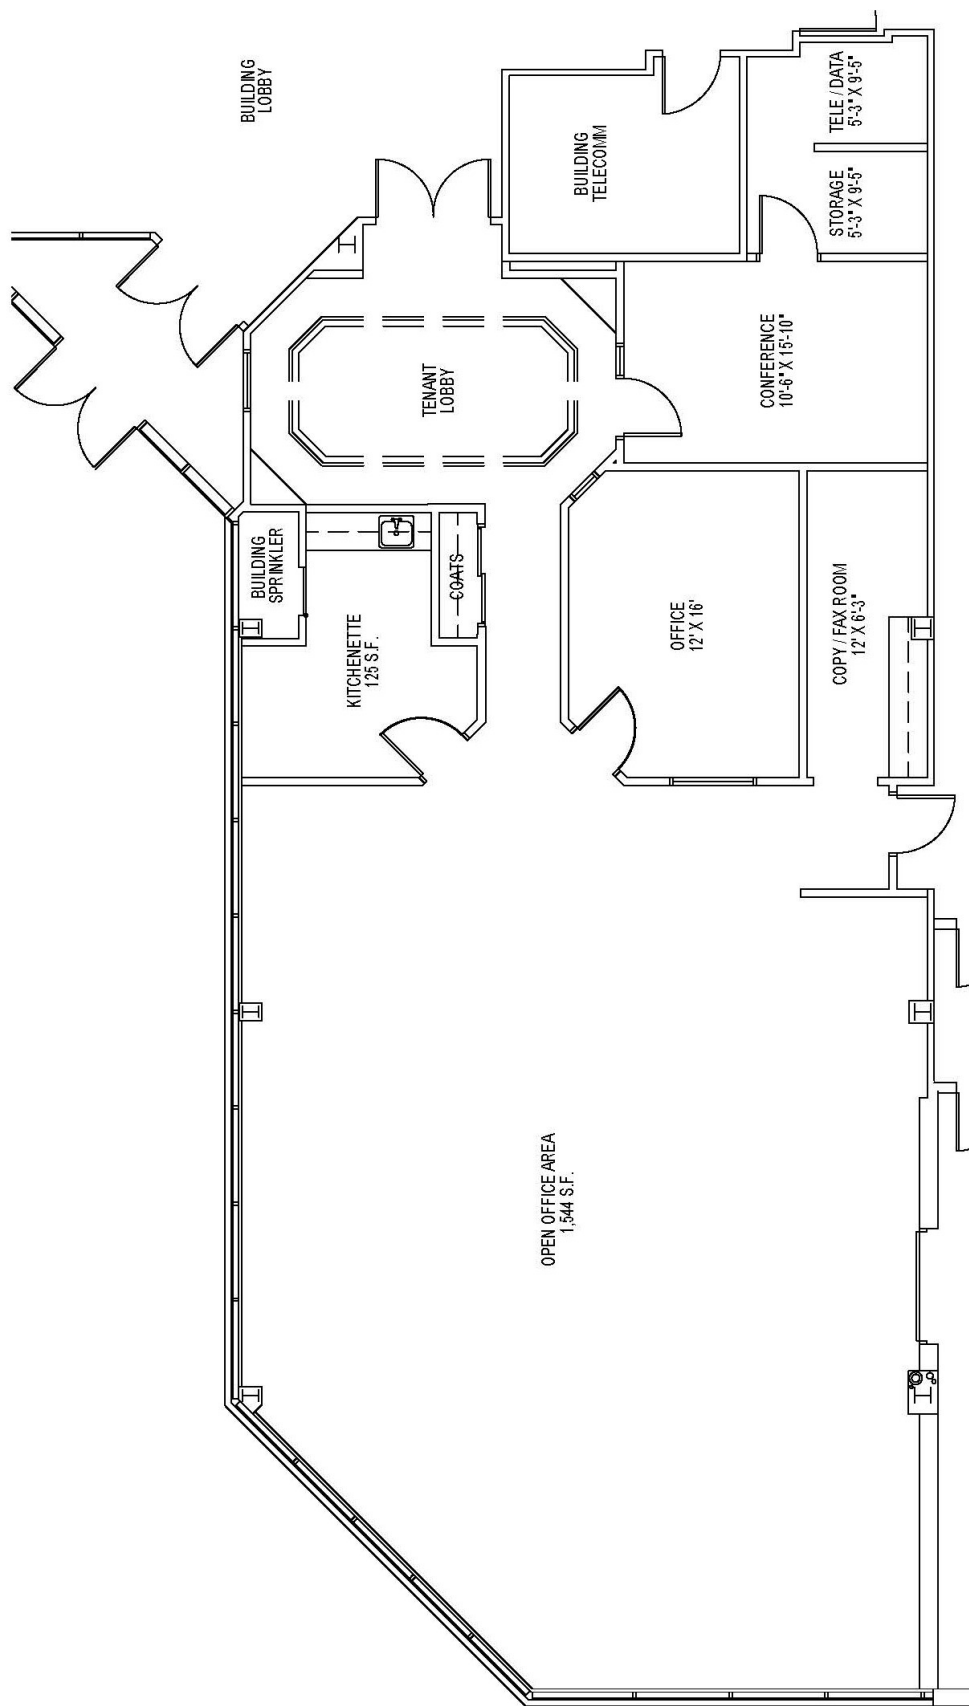 BUILDING
LOBBY
TELE / DATA
5'-3" X 9'-5"
STORAGE
5'-3" X 9'-5"
BUILDING
TELECOMM
TENANT
LOBBY
CONFERENCE
10'-6" X 15'-10"
BUILDING
SPRINKLER
KITCHENETTE
125 S.F.
COATS
OFFICE
12' X 16'
COPY / FAX ROOM
12' X 6'-3"
OPEN OFFICE AREA
1,544 S.F.